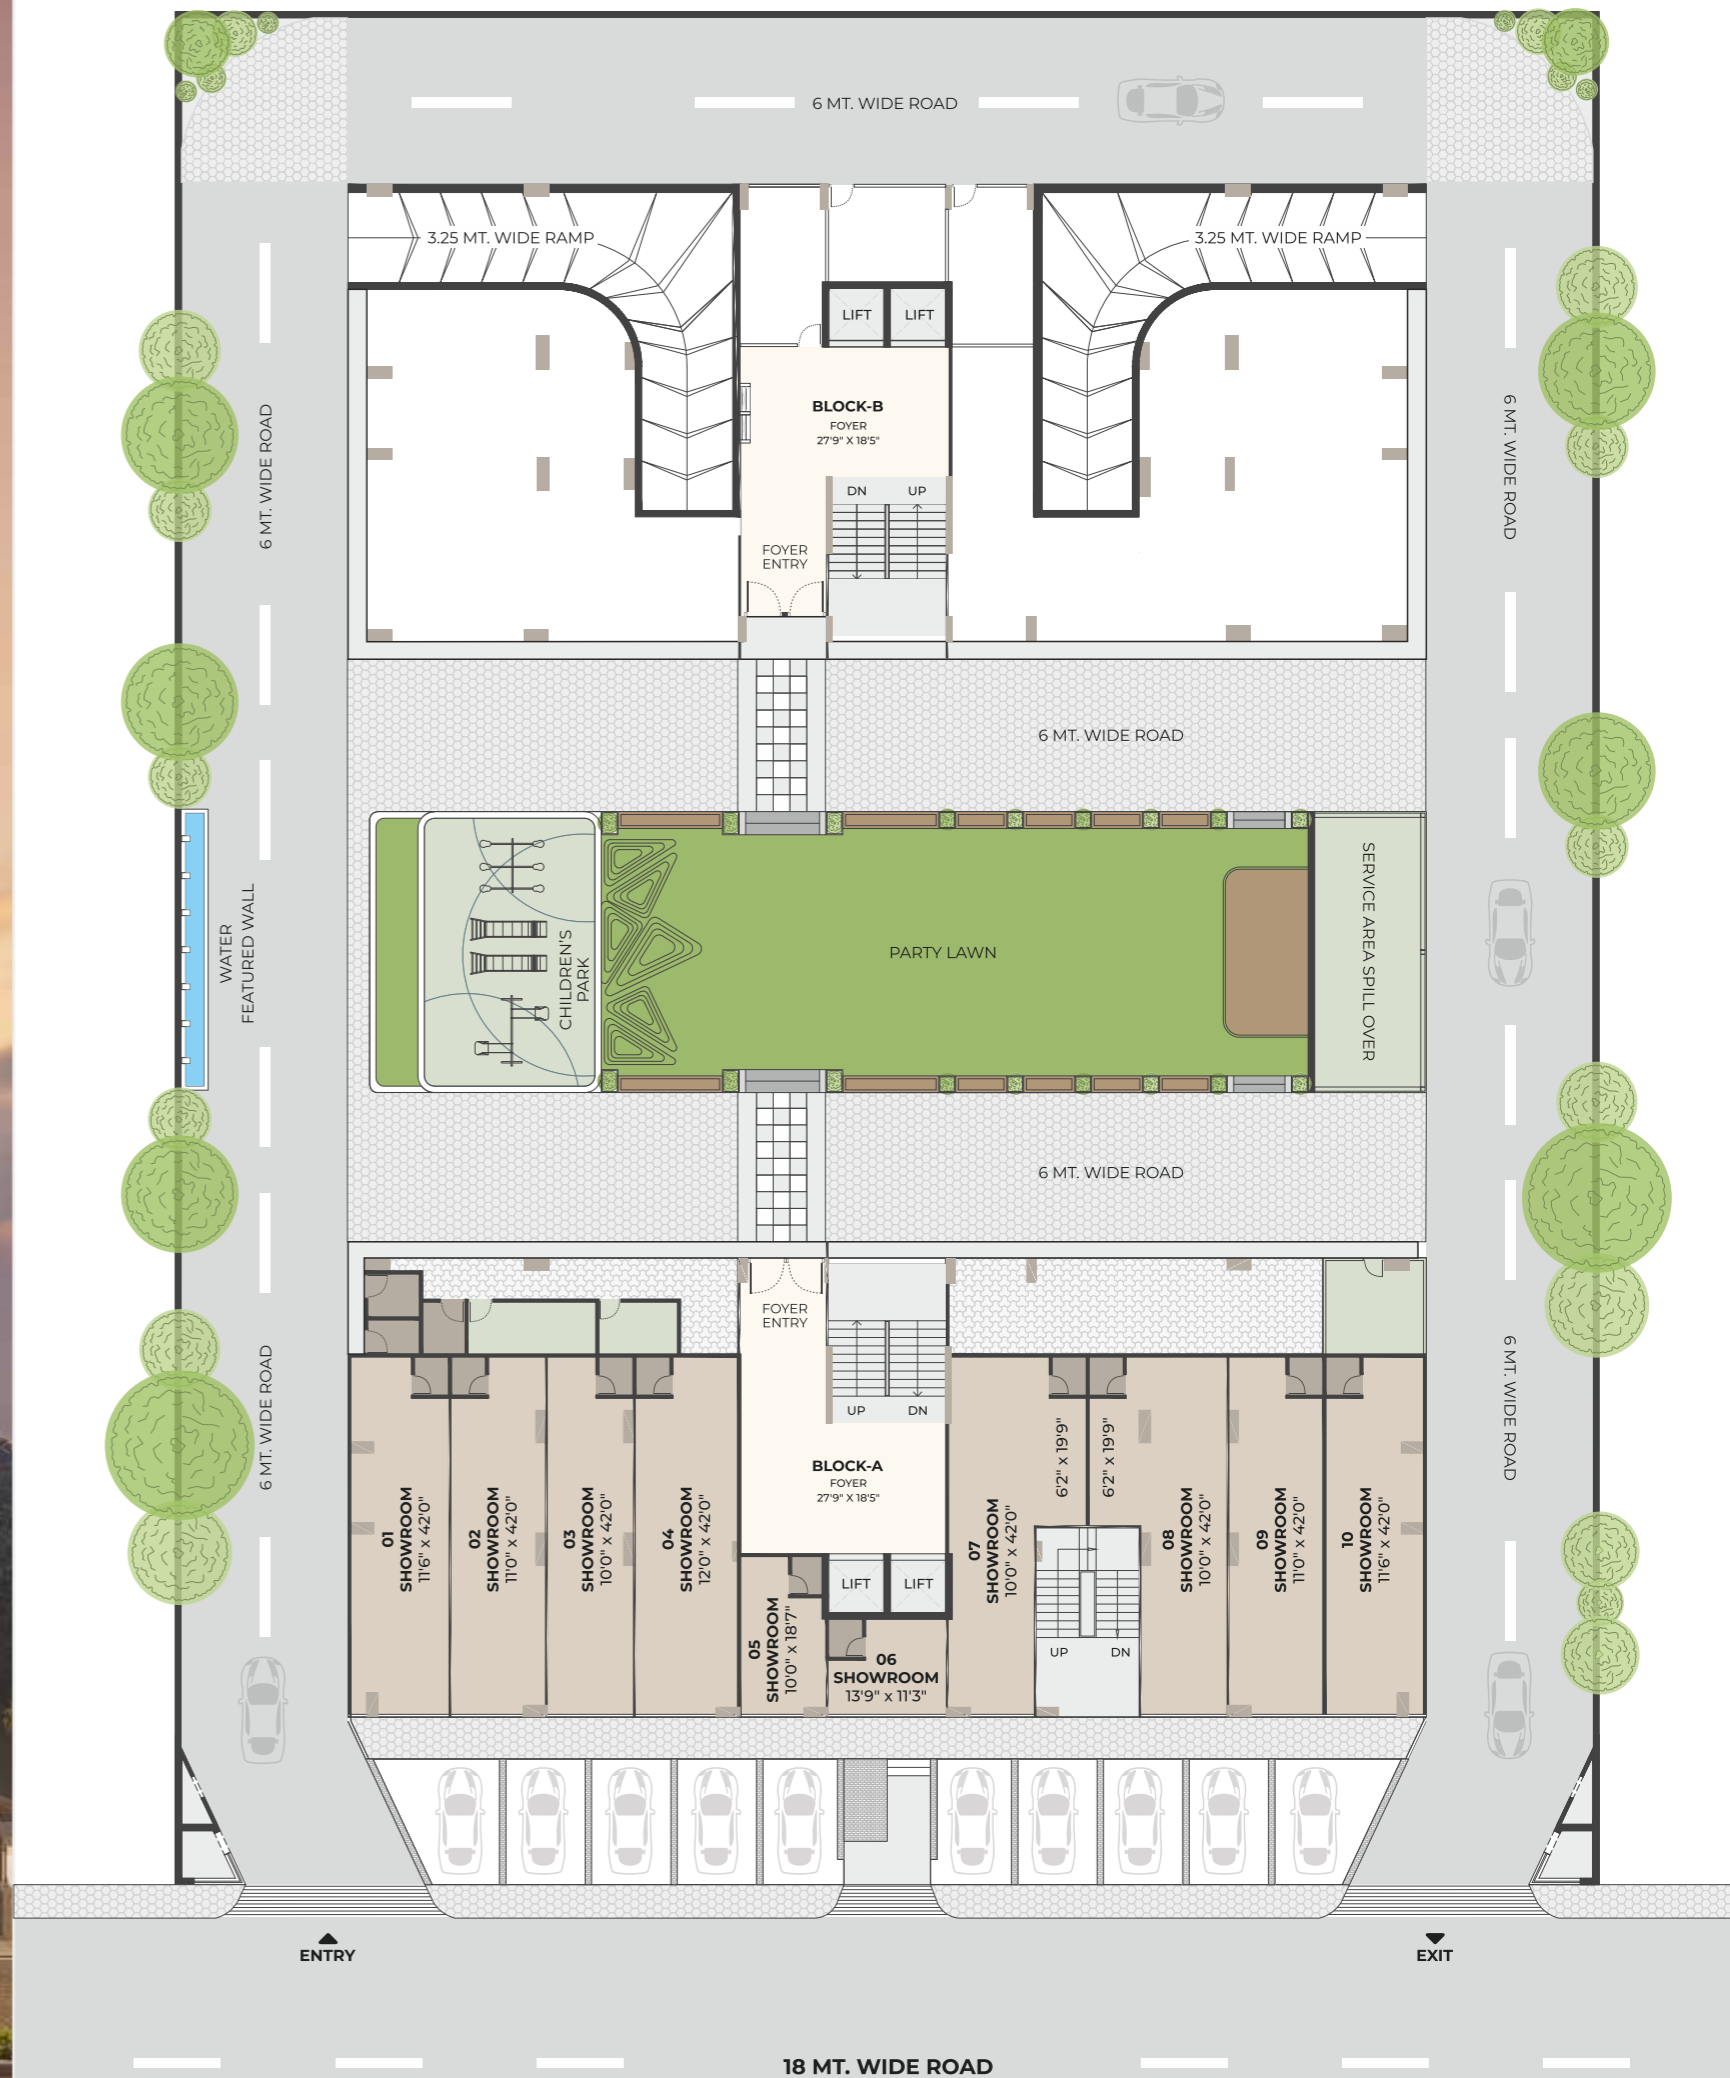 6 MT. WIDE ROAD
3.25 MT. WIDE RAMP
3.25 MT. WIDE RAMP
LIFT
LIFT
BLOCK-B
FOYER
27'9" X 18'5"
DN
UP
FOYER
ENTRY
6 MT. WIDE ROAD
6 MT. WIDE ROAD
6 MT. WIDE ROAD
WATER
FEATURED WALL
CHILDREN'S
PARK
PARTY LAWN
SERVICE AREA SPILL OVER
6 MT. WIDE ROAD
FOYER
ENTRY
UP
DN
BLOCK-A
FOYER
27'9" X 18'5"
LIFT
LIFT
6 MT. WIDE ROAD
6 MT. WIDE ROAD
01
SHOWROOM
11'6" x 42'0"
02
SHOWROOM
11'0" x 42'0"
03
SHOWROOM
10'0" x 42'0"
04
SHOWROOM
12'0" x 42'0"
05
SHOWROOM
10'0" x 18'7"
06
SHOWROOM
13'9" x 11'3"
07
SHOWROOM
10'0" x 42'0"
6'2" x 19'9"
6'2" x 19'9"
UP
DN
08
SHOWROOM
10'0" x 42'0"
09
SHOWROOM
11'0" x 42'0"
10
SHOWROOM
11'6" x 42'0"
ENTRY
EXIT
18 MT. WIDE ROAD